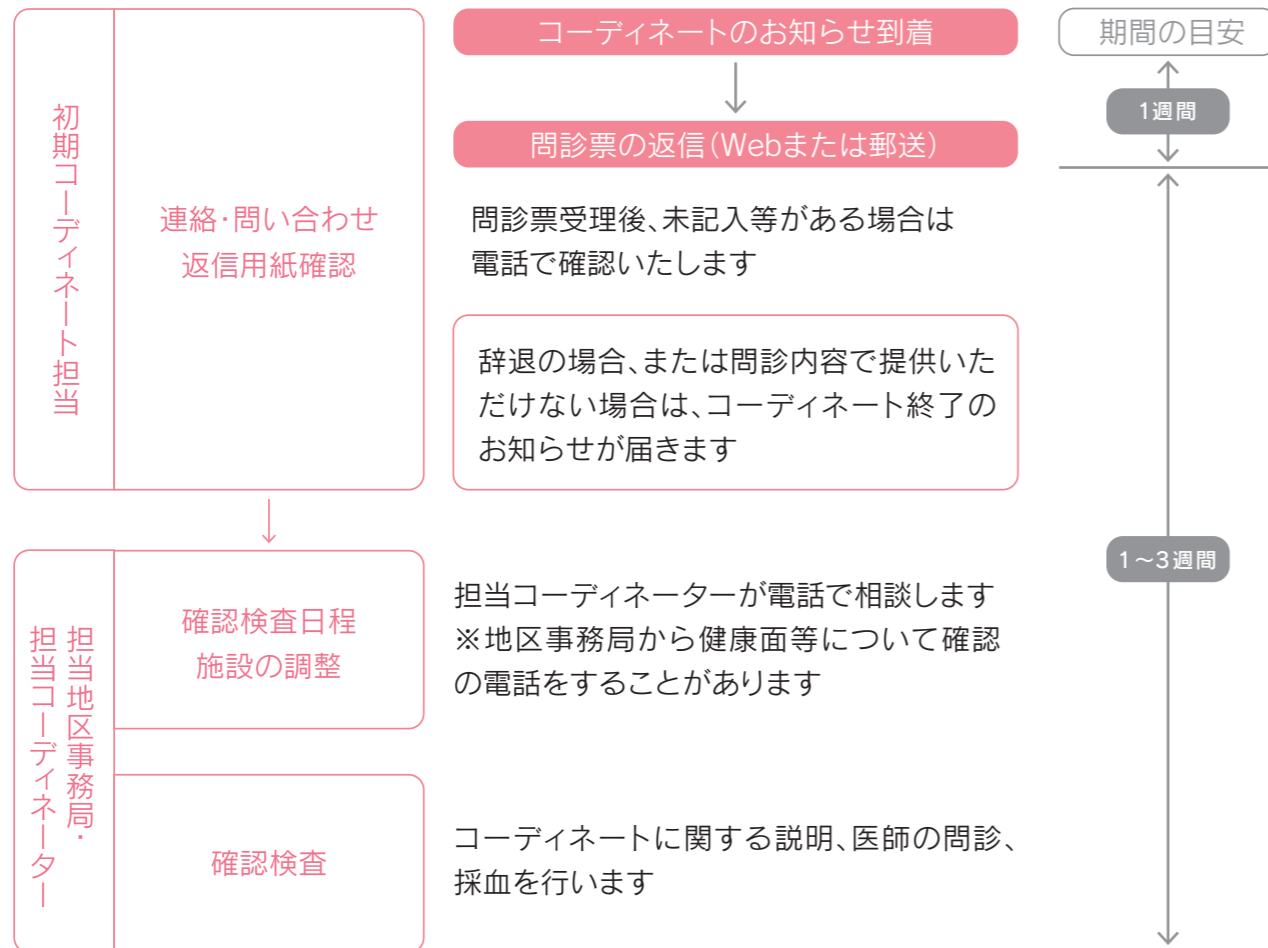 コーディネートのお知らせ到着
期間の目安
1週間
問診票の返信(Webまたは郵送)
初期コーディネート担当
連絡・問い合わせ
返信用紙確認
問診票受理後、未記入等がある場合は
電話で確認いたします
辞退の場合、または問診内容で提供いた
だけない場合は、コーディネート終了の
お知らせが届きます
1～3週間
担当地区事務局・
担当コーディネーター
確認検査日程
施設の調整
担当コーディネーターが電話で相談します
※地区事務局から健康面等について確認
の電話をすることがあります
確認検査
コーディネートに関する説明、医師の問診、
採血を行います